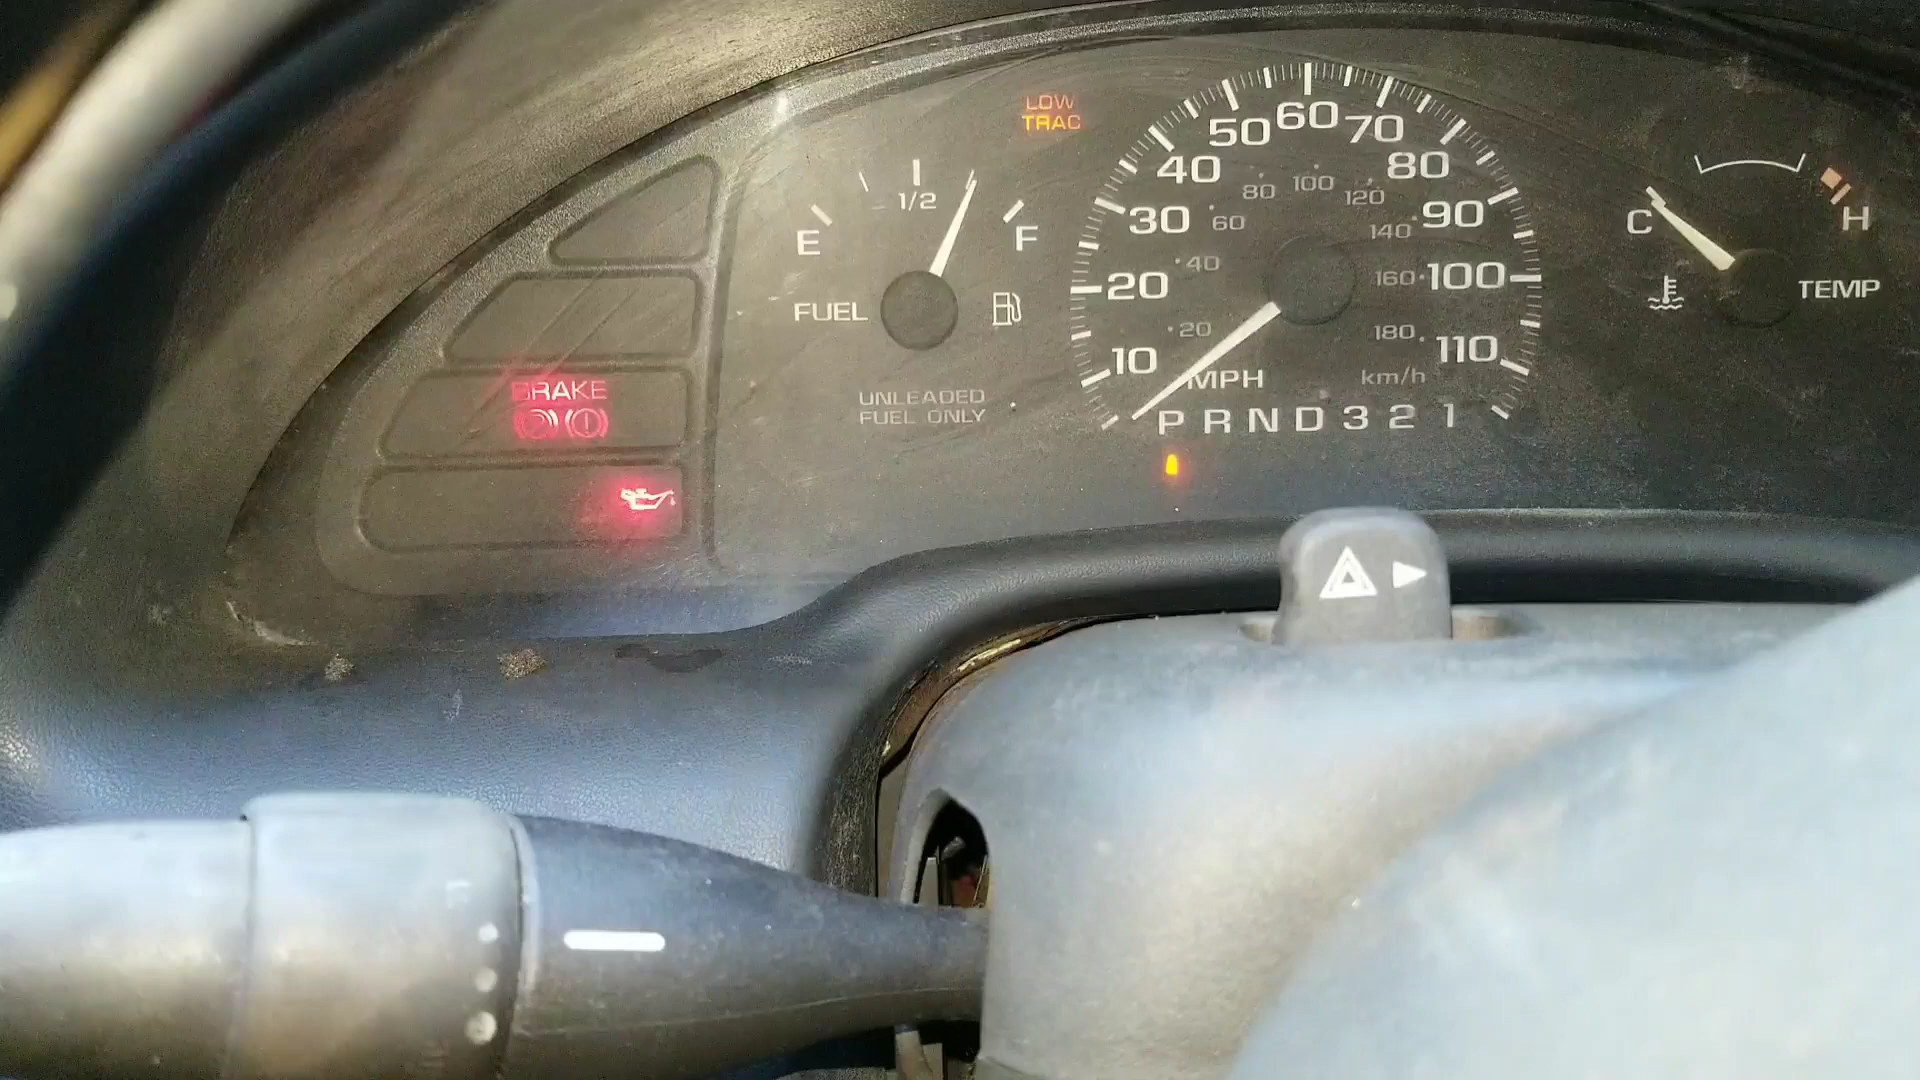 LOW
TRAC
E
1/2
F
FUEL
UNLEADED
FUEL ONLY
BRAKE
10
20
30
40
50
60
70
80
90
100
110
MPH
20
40
60
80
100
120
140
160
180
km/h
P R N D 3 2 1
C
H
TEMP